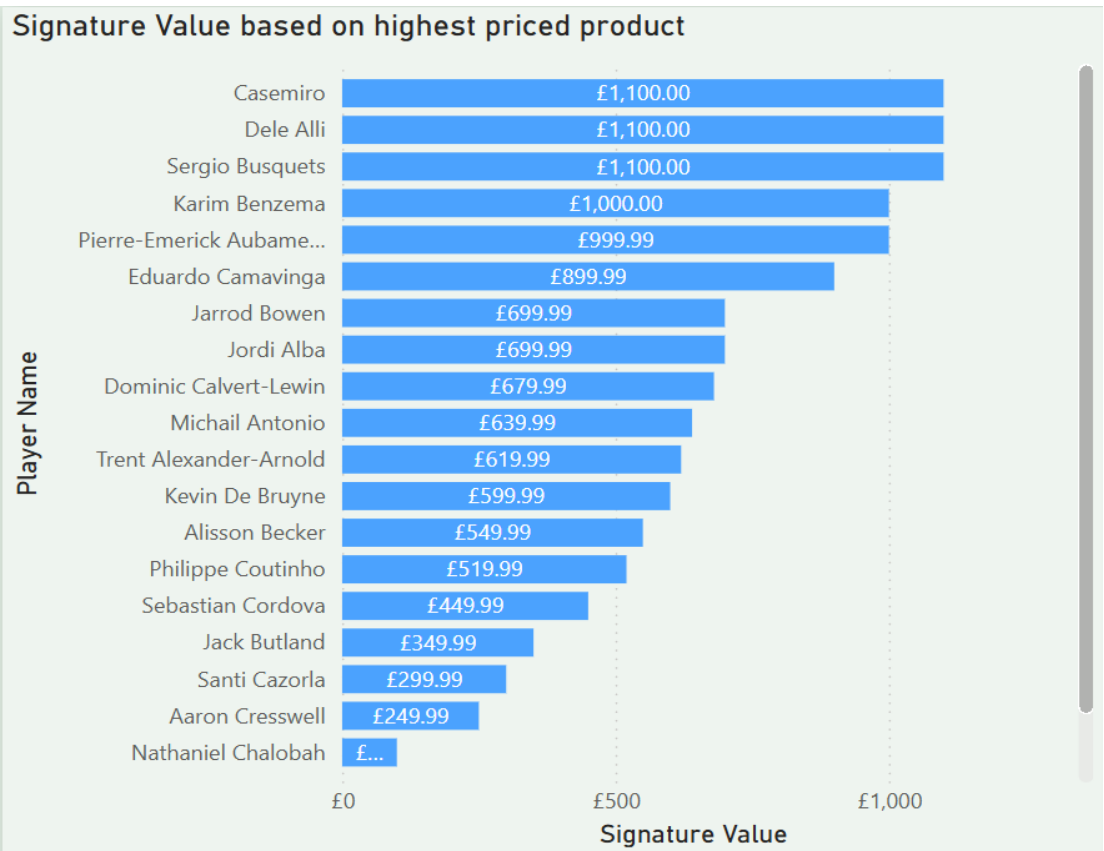 Signature Value based on highest priced product
Casemiro £1,100.00
Dele Alli £1,100.00
Sergio Busquets £1,100.00
Karim Benzema £1,000.00
Pierre-Emerick Aubame... £999.99
Eduardo Camavinga £899.99
Jarrod Bowen £699.99
Jordi Alba £699.99
Dominic Calvert-Lewin £679.99
Michail Antonio £639.99
Trent Alexander-Arnold £619.99
Kevin De Bruyne £599.99
Alisson Becker £549.99
Philippe Coutinho £519.99
Sebastian Cordova £449.99
Jack Butland £349.99
Santi Cazorla £299.99
Aaron Cresswell £249.99
Nathaniel Chalobah £...
Player Name
£0 £500 £1,000
Signature Value